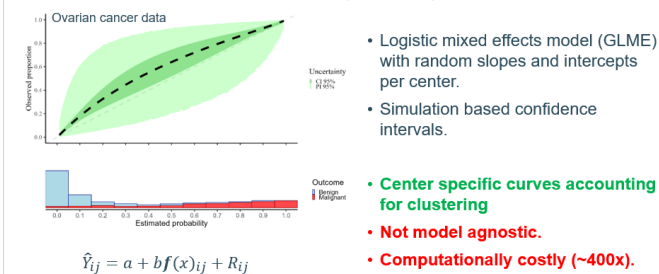 Ovarian cancer data
1.0
0.8
0.6
0.4
0.2
0.0
Observed proportion
Uncertainty
CI 95%
PI 95%
Outcome
Benign
Malignant
0.0 0.1 0.2 0.3 0.4 0.5 0.6 0.7 0.8 0.9 1.0
Estimated probability
Ŷij = a + bf(x)ij + Rij
• Logistic mixed effects model (GLME)
with random slopes and intercepts
per center.
• Simulation based confidence
intervals.
• Center specific curves accounting
for clustering
• Not model agnostic.
• Computationally costly (~400x).